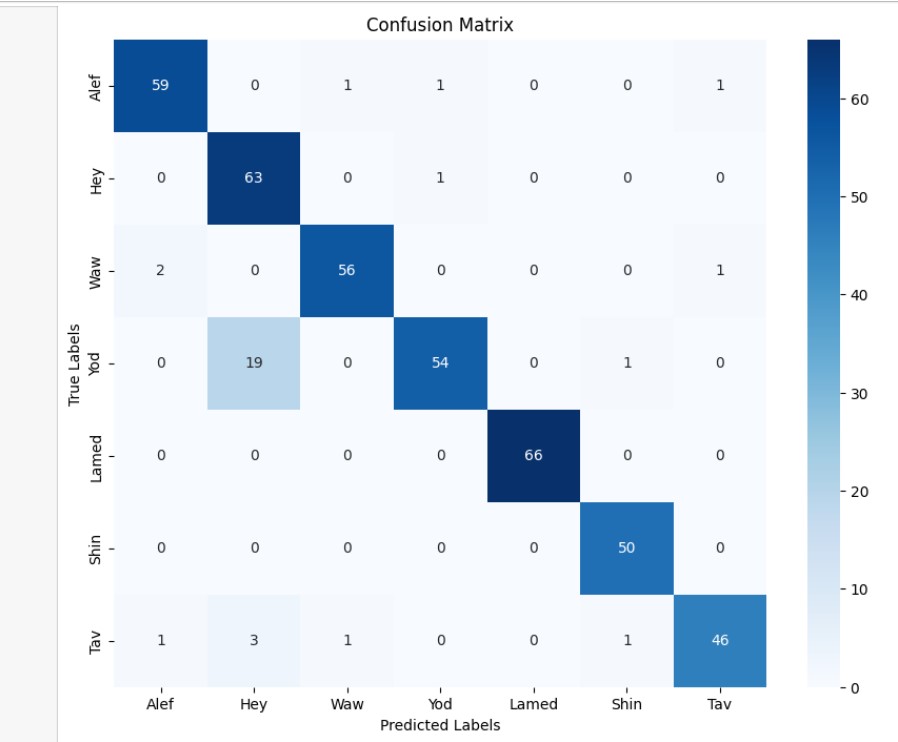 Confusion Matrix
Alef 59 0 1 1 0 0 1
Hey 0 63 0 1 0 0 0
Waw 2 0 56 0 0 0 1
Yod 0 19 0 54 0 1 0
Lamed 0 0 0 0 66 0 0
Shin 0 0 0 0 0 50 0
Tav 1 3 1 0 0 1 46
Alef Hey Waw Yod Lamed Shin Tav
Predicted Labels
True Labels
60
50
40
30
20
10
0